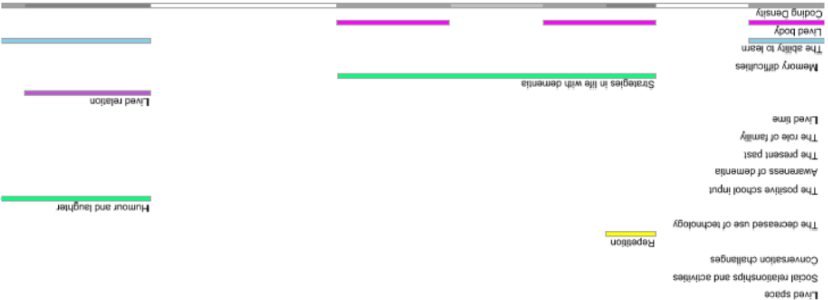 Lived space
Social relationships and activities
Conversation challenges
Repetition
The decreased use of technology
Humour and laughter
The positive school input
Awareness of dementia
The present past
The role of family
Lived time
Lived relation
Strategies in life with dementia
Memory difficulties
The ability to learn
Lived body
Coding Density